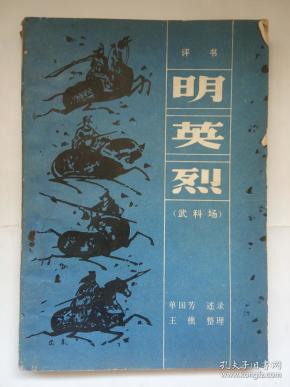 评书
明
英
烈
(武科场)
单田芳 述录
王樵 整理
孔夫子旧书网